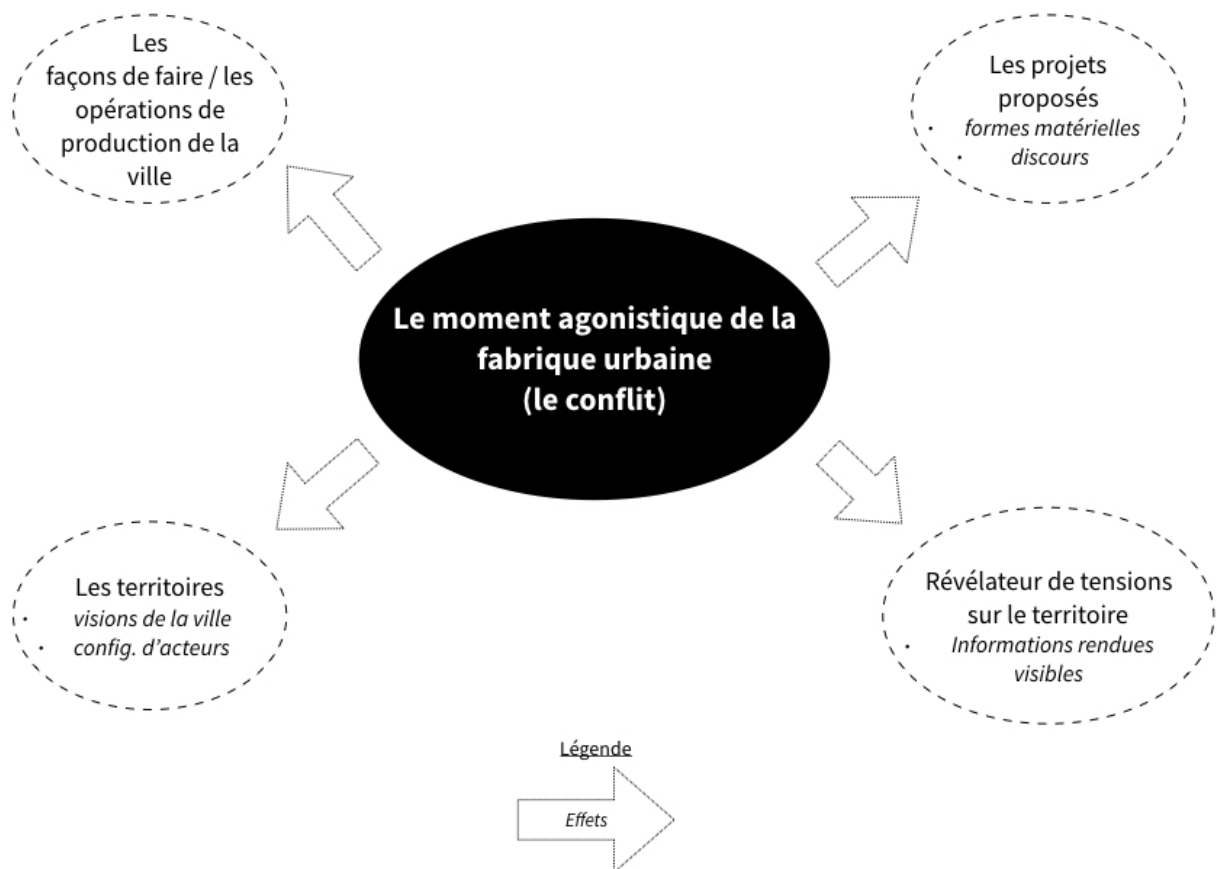 Les
façons de faire / les
opérations de
production de la
ville
Les projets
proposés
• formes matérielles
• discours
Le moment agonistique de la
fabrique urbaine
(le conflit)
Les territoires
• visions de la ville
• config. d’acteurs
Révélateur de tensions
sur le territoire
• Informations rendues
visibles
Légende
Effets